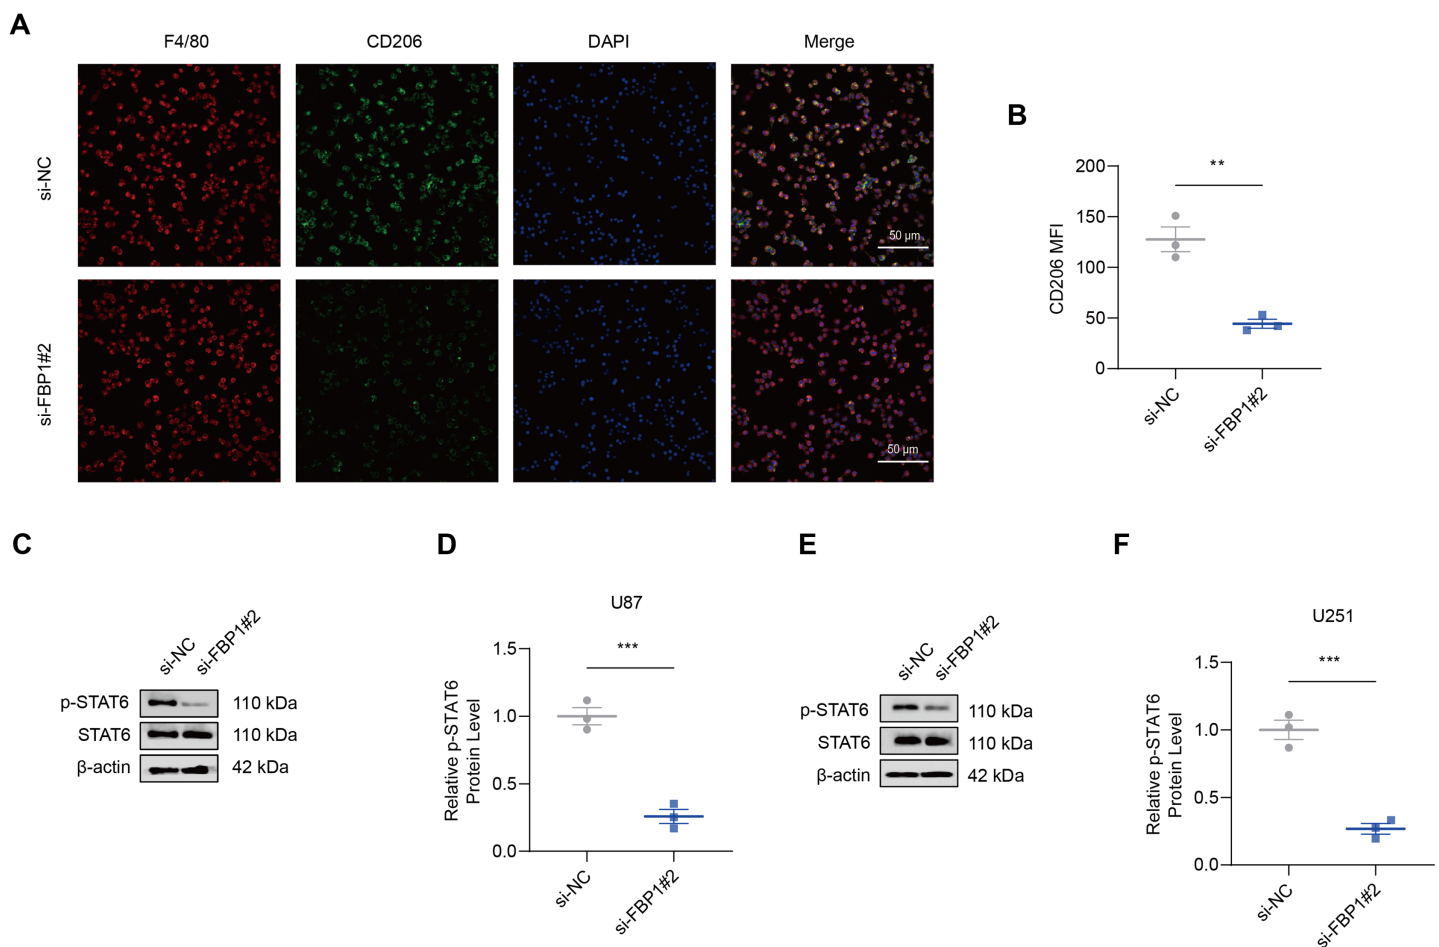 A
F4/80 CD206 DAPI Merge
si-NC
50 μm
si-FBP1#2
50 μm
B
CD206 MFI
200
150
100
50
0
**
si-NC
si-FBP1#2
C
si-NC
si-FBP1#2
p-STAT6 110 kDa
STAT6 110 kDa
β-actin 42 kDa
D
U87
Relative p-STAT6
Protein Level
1.5
1.0
0.5
0.0
***
si-NC
si-FBP1#2
E
si-NC
si-FBP1#2
p-STAT6 110 kDa
STAT6 110 kDa
β-actin 42 kDa
F
U251
Relative p-STAT6
Protein Level
1.5
1.0
0.5
0.0
***
si-NC
si-FBP1#2